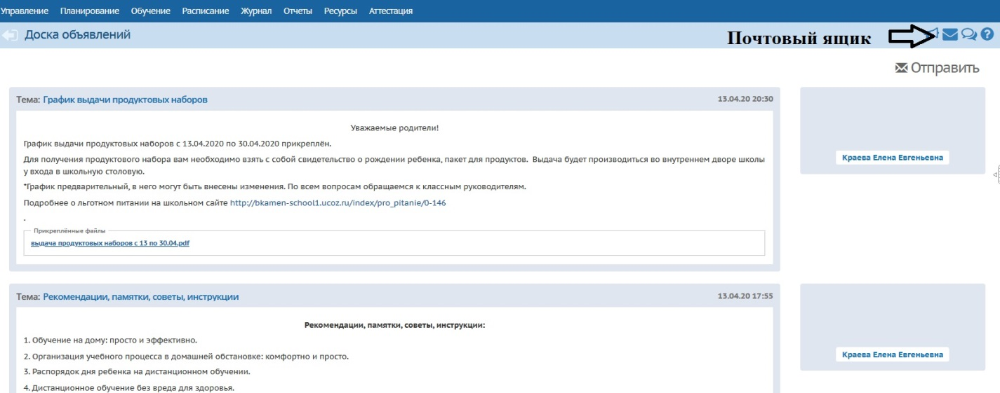 Управление Планирование Обучение Расписание Журнал Отчеты Ресурсы Аттестация
Доска объявлений
Почтовый ящик
Отправить
Тема: График выдачи продуктовых наборов 13.04.20 20:30
Уважаемые родители!
График выдачи продуктовых наборов с 13.04.2020 по 30.04.2020 прикреплён.
Для получения продуктового набора вам необходимо взять с собой свидетельство о рождении ребенка, пакет для продуктов. Выдача будет производиться во внутреннем дворе школы
у входа в школьную столовую.
*График предварительный, в него могут быть внесены изменения. По всем вопросам обращаемся к классным руководителям.
Подробнее о льготном питании на школьном сайте http://bkamen-school1.ucoz.ru/index/pro_pitanie/0-146
.
Прикреплённые файлы
выдача продуктовых наборов с 13 по 30.04.pdf
Краева Елена Евгеньевна
Тема: Рекомендации, памятки, советы, инструкции 13.04.20 17:55
Рекомендации, памятки, советы, инструкции:
1. Обучение на дому: просто и эффективно.
2. Организация учебного процесса в домашней обстановке: комфортно и просто.
3. Распорядок дня ребенка на дистанционном обучении.
4. Дистанционное обучение без вреда для здоровья.
Краева Елена Евгеньевна